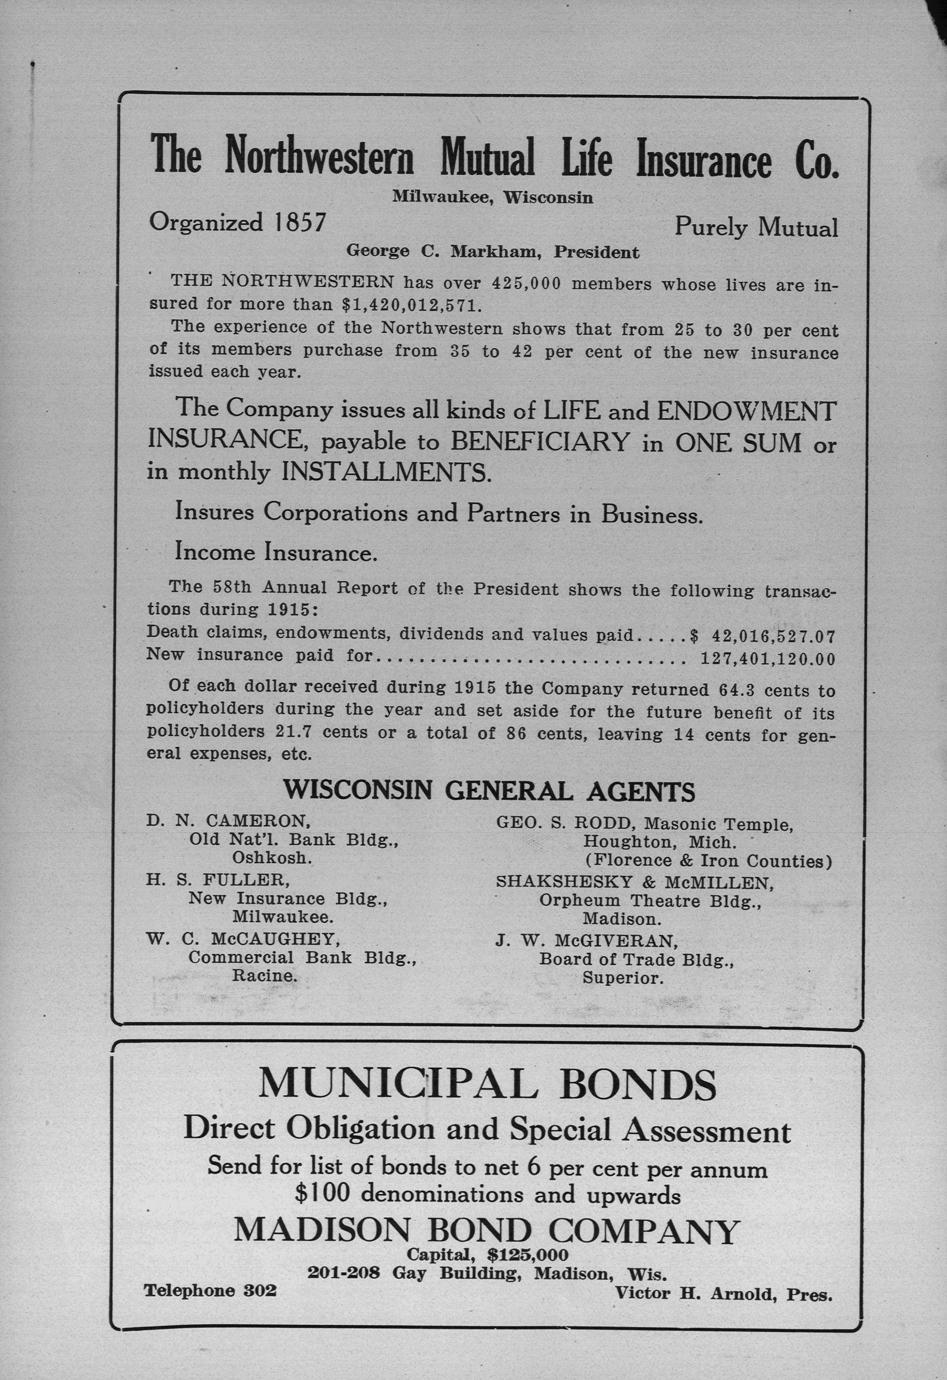 The Northwestern Mutual Life Insurance Co.
Milwaukee, Wisconsin
Organized 1857 Purely Mutual
George C. Markham, President
THE NORTHWESTERN has over 425,000 members whose lives are in-
sured for more than $1,420,012,571.
The experience of the Northwestern shows that from 25 to 30 per cent
of its members purchase from 35 to 42 per cent of the new insurance
issued each year.
The Company issues all kinds of LIFE and ENDOWMENT
INSURANCE, payable to BENEFICIARY in ONE SUM or
in monthly INSTALLMENTS.
Insures Corporations and Partners in Business.
Income Insurance.
The 58th Annual Report of the President shows the following transac-
tions during 1915:
Death claims, endowments, dividends and values paid.....$ 42,016,527.07
New insurance paid for............................. 127,401,120.00
Of each dollar received during 1915 the Company returned 64.3 cents to
policyholders during the year and set aside for the future benefit of its
policyholders 21.7 cents or a total of 86 cents, leaving 14 cents for gen-
eral expenses, etc.
WISCONSIN GENERAL AGENTS
D. N. CAMERON,
Old Nat'l. Bank Bldg.,
Oshkosh.
H. S. FULLER,
New Insurance Bldg.,
Milwaukee.
W. C. McCAUGHEY,
Commercial Bank Bldg.,
Racine.
GEO. S. RODD, Masonic Temple,
Houghton, Mich.
(Florence & Iron Counties)
SHAKSHESKY & McMILLEN,
Orpheum Theatre Bldg.,
Madison.
J. W. McGIVERAN,
Board of Trade Bldg.,
Superior.
MUNICIPAL BONDS
Direct Obligation and Special Assessment
Send for list of bonds to net 6 per cent per annum
$100 denominations and upwards
MADISON BOND COMPANY
Capital, $125,000
201-208 Gay Building, Madison, Wis.
Telephone 302 Victor H. Arnold, Pres.